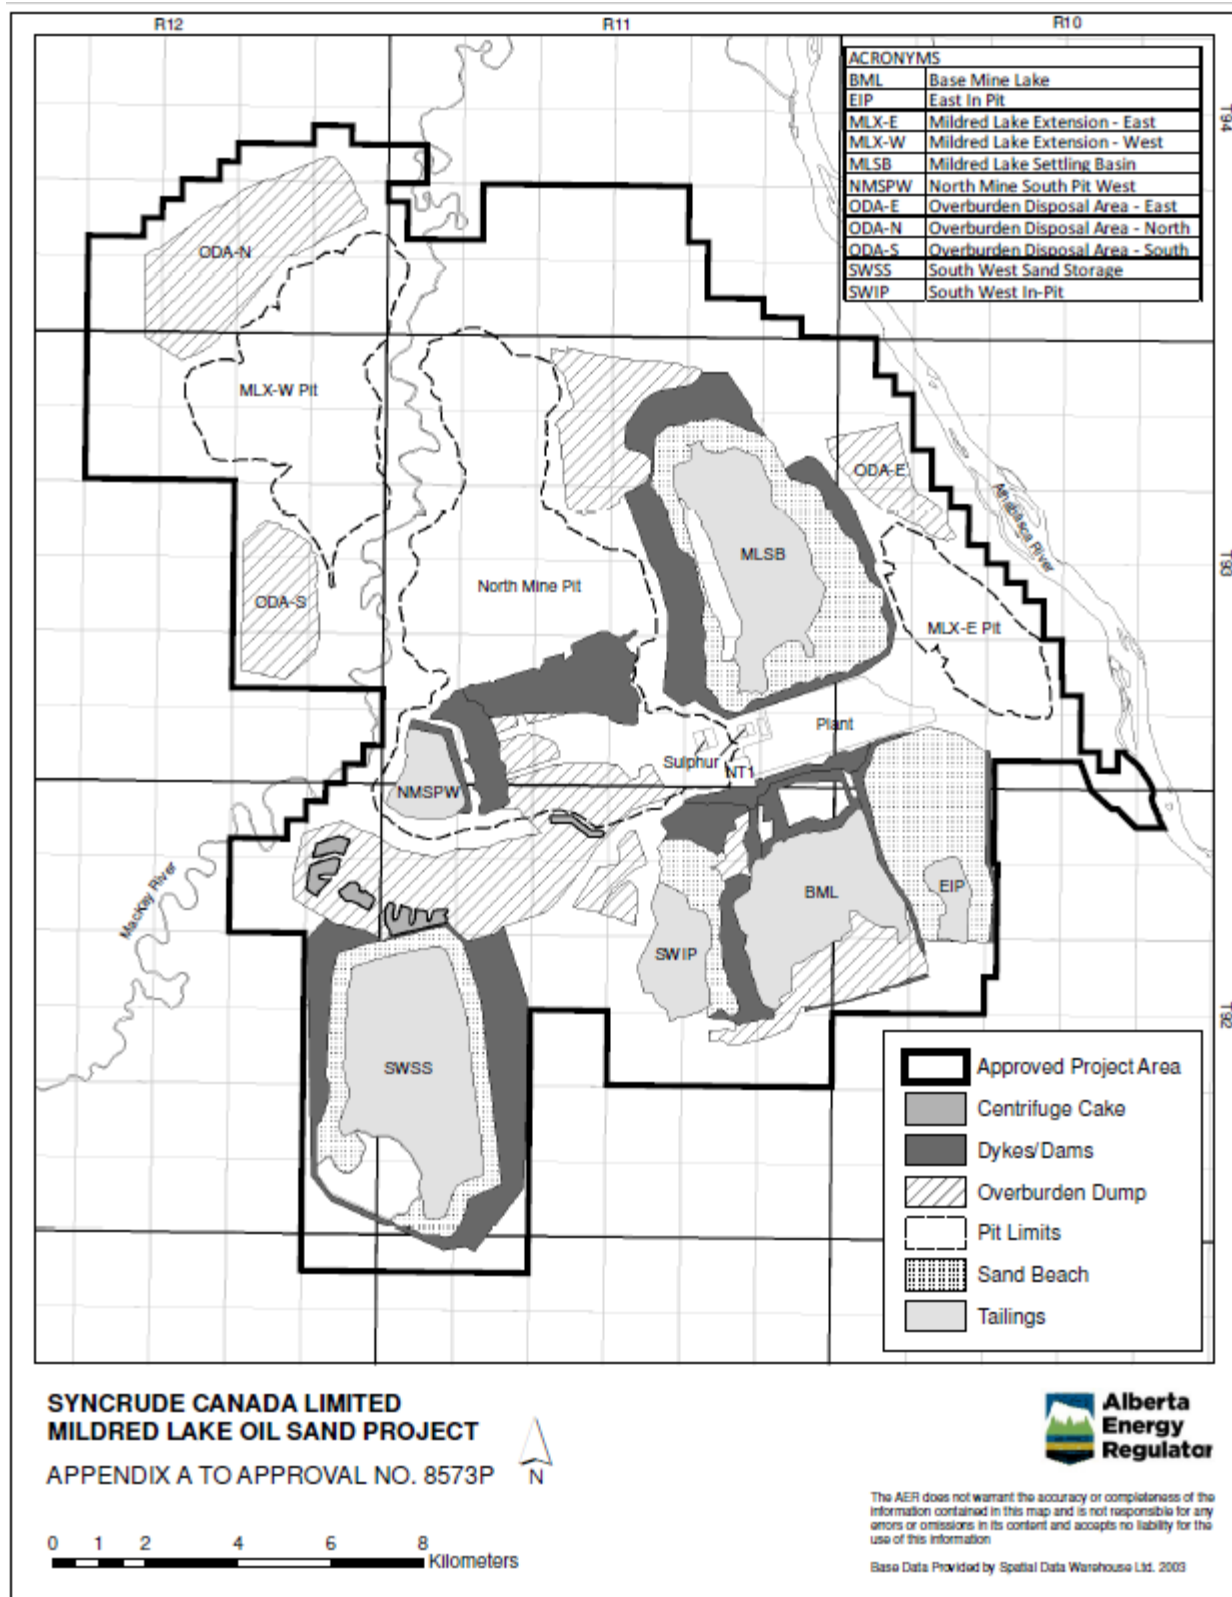 R12 R11 R10
ACRONYMS
BML Base Mine Lake
EIP East In Pit
MLX-E Mildred Lake Extension - East
MLX-W Mildred Lake Extension - West
MLSB Mildred Lake Settling Basin
NMSPW North Mine South Pit West
ODA-E Overburden Disposal Area - East
ODA-N Overburden Disposal Area - North
ODA-S Overburden Disposal Area - South
SWSS South West Sand Storage
SWIP South West In-Pit
T94
ODA-N
MLX-W Pit
ODA-E
Athabasca River
MLSB
T93
North Mine Pit
ODA-S
MLX-E Pit
Plant
Sulphur
NT1
NMSPW
MacKay River
BML
EIP
SWIP
T92
SWSS
Approved Project Area
Centrifuge Cake
Dykes/Dams
Overburden Dump
Pit Limits
Sand Beach
Tailings
SYNCRUDE CANADA LIMITED
MILDRED LAKE OIL SAND PROJECT
APPENDIX A TO APPROVAL NO. 8573P
N
0 1 2 4 6 8
Kilometers
Alberta
Energy
Regulator
The AER does not warrant the accuracy or completeness of the
information contained in this map and is not responsible for any
errors or omissions in its content and accepts no liability for the
use of this information
Base Data Provided by Spatial Data Warehouse Ltd. 2003